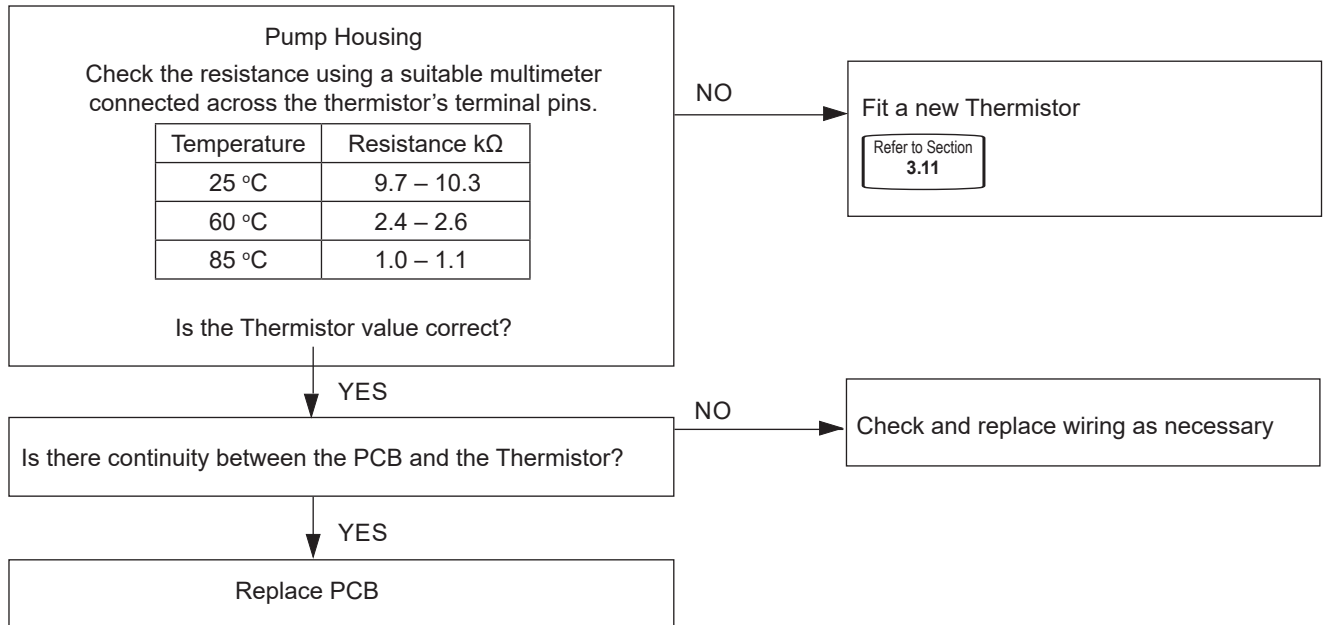 Pump Housing
Check the resistance using a suitable multimeter
connected across the thermistor’s terminal pins.
Temperature Resistance kΩ
25 °C 9.7 – 10.3
60 °C 2.4 – 2.6
85 °C 1.0 – 1.1
Is the Thermistor value correct?
NO
Fit a new Thermistor
Refer to Section
3.11
YES
Is there continuity between the PCB and the Thermistor?
NO
Check and replace wiring as necessary
YES
Replace PCB